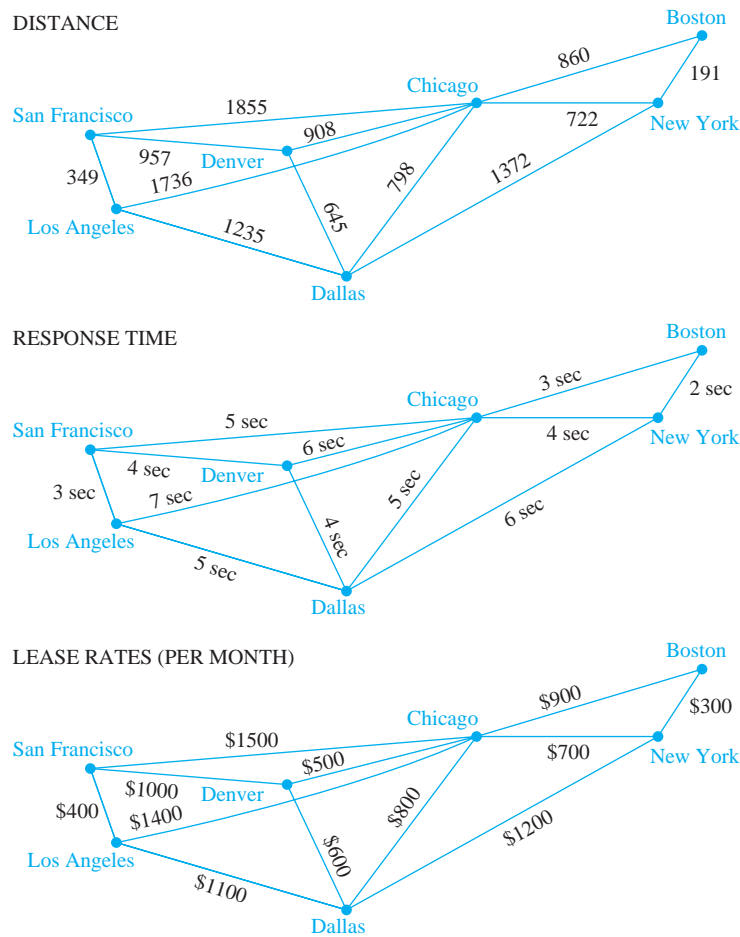 DISTANCE
Boston
860
191
Chicago
San Francisco
1855
908
722
New York
957
Denver
349
1736
798
1372
Los Angeles
1235
645
Dallas
RESPONSE TIME
Boston
3 sec
2 sec
Chicago
San Francisco
5 sec
6 sec
4 sec
New York
4 sec
Denver
3 sec
7 sec
5 sec
6 sec
Los Angeles
5 sec
4 sec
Dallas
LEASE RATES (PER MONTH)
Boston
$900
$300
Chicago
San Francisco
$1500
$500
$700
New York
$1000
Denver
$400
$1400
$800
$1200
Los Angeles
$1100
$600
Dallas